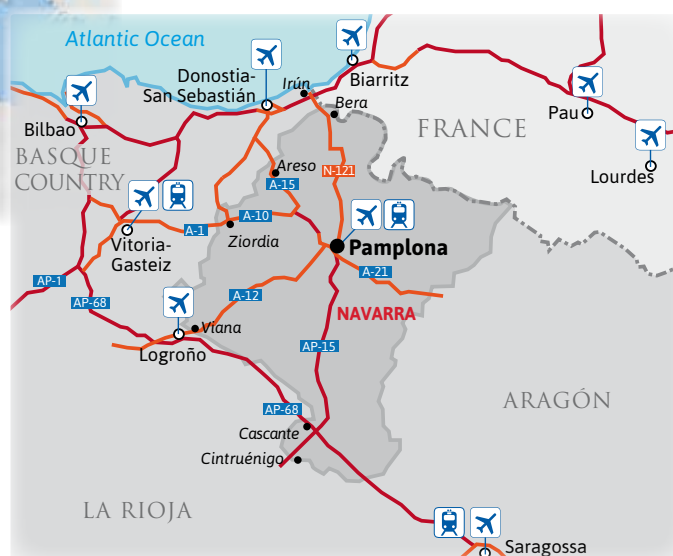 Atlantic Ocean
Donostia-
San Sebastián
Irún
Biarritz
Bera
Bilbao
Pau
FRANCE
BASQUE
COUNTRY
Areso
N-121
A-15
Lourdes
A-10
A-1
Ziordia
Vitoria-
Gasteiz
Pamplona
A-21
AP-1
AP-68
A-12
NAVARRA
Viana
Logroño
AP-15
ARAGÓN
AP-68
Cascante
Cintruénigo
LA RIOJA
Saragossa